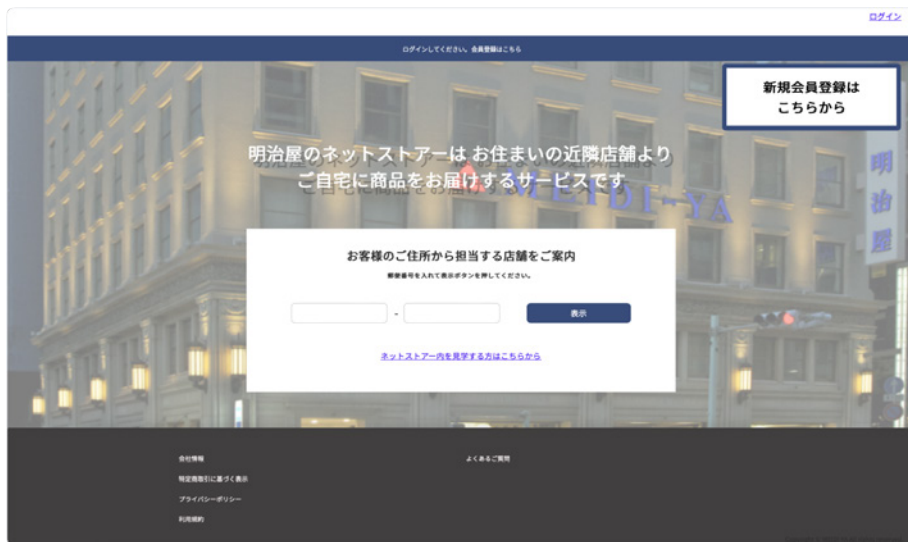 ログイン
ログインしてください。会員登録はこちら
新規会員登録は
こちらから
明治屋のネットストアーは お住まいの近隣店舗より
ご自宅に商品をお届けするサービスです
MEIDI-YA
明治屋
お客様のご住所から担当する店舗をご案内
郵便番号を入れて表示ボタンを押してください。
-
表示
ネットストアー内を見学する方はこちらから
会社情報
よくあるご質問
特定商取引に基づく表示
プライバシーポリシー
利用規約